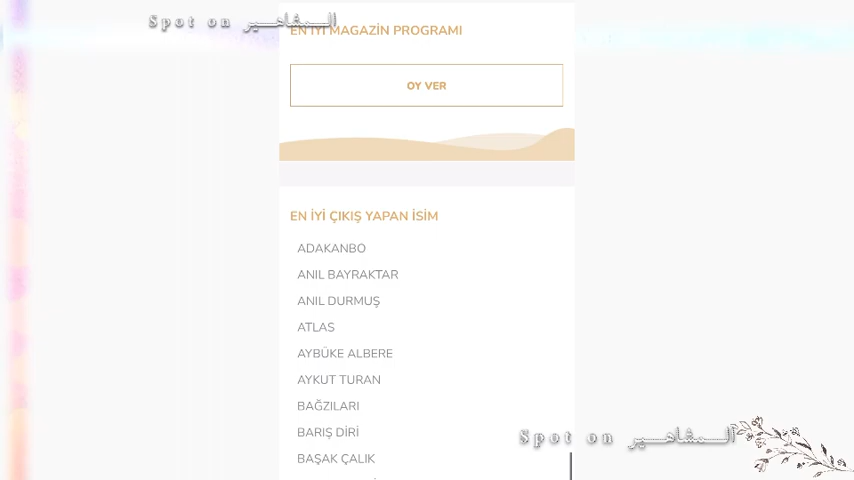 Spot on المشاهير
EN İYİ MAGAZİN PROGRAMI
OY VER
EN İYİ ÇIKIŞ YAPAN İSİM
ADAKANBO
ANIL BAYRAKTAR
ANIL DURMUŞ
ATLAS
AYBÜKE ALBERE
AYKUT TURAN
BAĞZILARI
BARIŞ DİRİ
Spot on المشاهير
BAŞAK ÇALIK